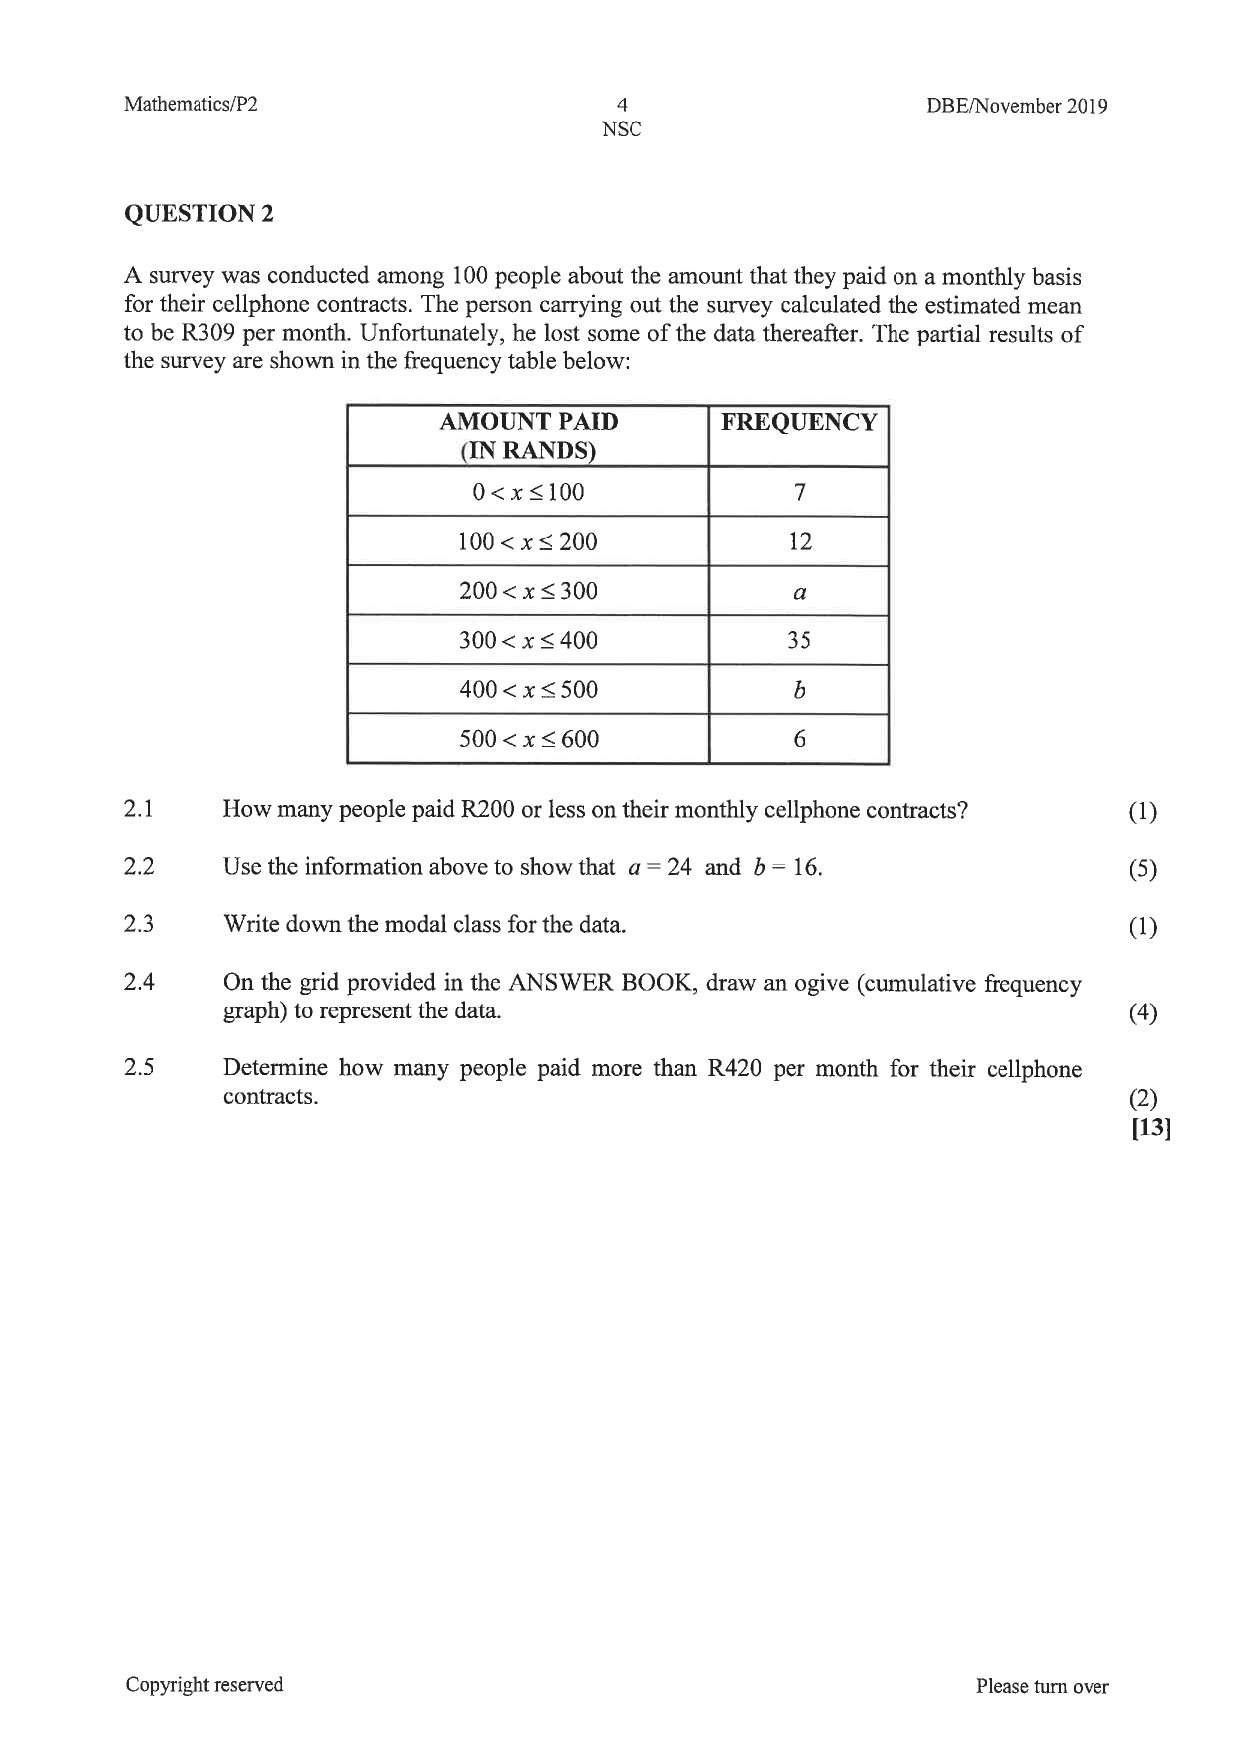 Mathematics/P2 4 DBE/November 2019
NSC
QUESTION 2
A survey was conducted among 100 people about the amount that they paid on a monthly basis
for their cellphone contracts. The person carrying out the survey calculated the estimated mean
to be R309 per month. Unfortunately, he lost some of the data thereafter. The partial results of
the survey are shown in the frequency table below:
AMOUNT PAID FREQUENCY
(IN RANDS)
0 < x ≤ 100 7
100 < x ≤ 200 12
200 < x ≤ 300 a
300 < x ≤ 400 35
400 < x ≤ 500 b
500 < x ≤ 600 6
2.1 How many people paid R200 or less on their monthly cellphone contracts? (1)
2.2 Use the information above to show that a = 24 and b = 16. (5)
2.3 Write down the modal class for the data. (1)
2.4 On the grid provided in the ANSWER BOOK, draw an ogive (cumulative frequency
graph) to represent the data. (4)
2.5 Determine how many people paid more than R420 per month for their cellphone
contracts. (2)
[13]
Copyright reserved Please turn over